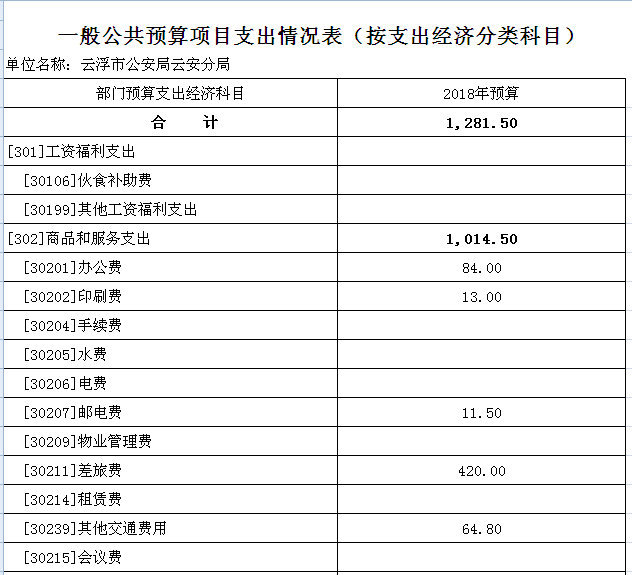 一般公共预算项目支出情况表（按支出经济分类科目）
单位名称：云浮市公安局云安分局
部门预算支出经济科目 2018年预算
合 计 1,281.50
[301]工资福利支出
[30106]伙食补助费
[30199]其他工资福利支出
[302]商品和服务支出 1,014.50
[30201]办公费 84.00
[30202]印刷费 13.00
[30204]手续费
[30205]水费
[30206]电费
[30207]邮电费 11.50
[30209]物业管理费
[30211]差旅费 420.00
[30214]租赁费
[30239]其他交通费用 64.80
[30215]会议费